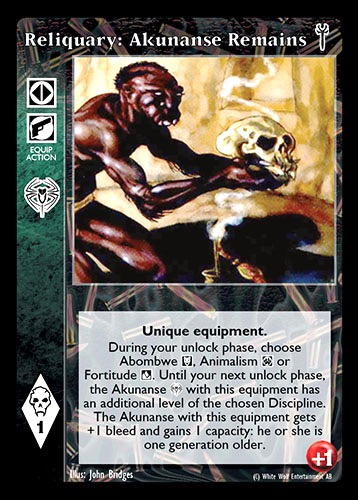 Reliquary: Akunanse Remains
EQUIP
ACTION
Unique equipment.
During your unlock phase, choose
Abombwe, Animalism or
Fortitude. Until your next unlock phase,
the Akunanse with this equipment has
an additional level of the chosen Discipline.
The Akunanse with this equipment gets
+1 bleed and gains 1 capacity: he or she is
one generation older.
1
+1
Illus: John Bridges
(C) White Wolf Entertainment AB